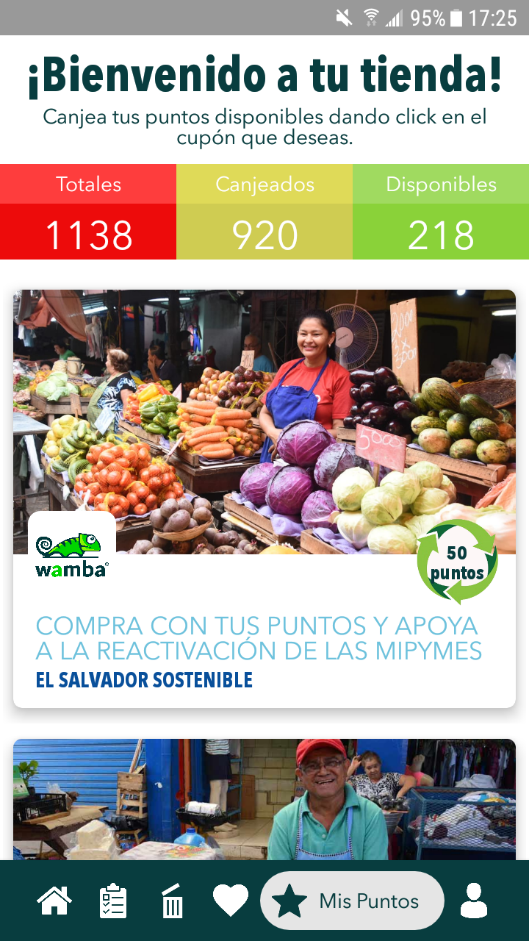 95% 17:25
¡Bienvenido a tu tienda!
Canjea tus puntos disponibles dando click en el
cupón que deseas.
Totales Canjeados Disponibles
1138 920 218
wamba
50
puntos
COMPRA CON TUS PUNTOS Y APOYA
A LA REACTIVACIÓN DE LAS MIPYMES
EL SALVADOR SOSTENIBLE
Mis Puntos